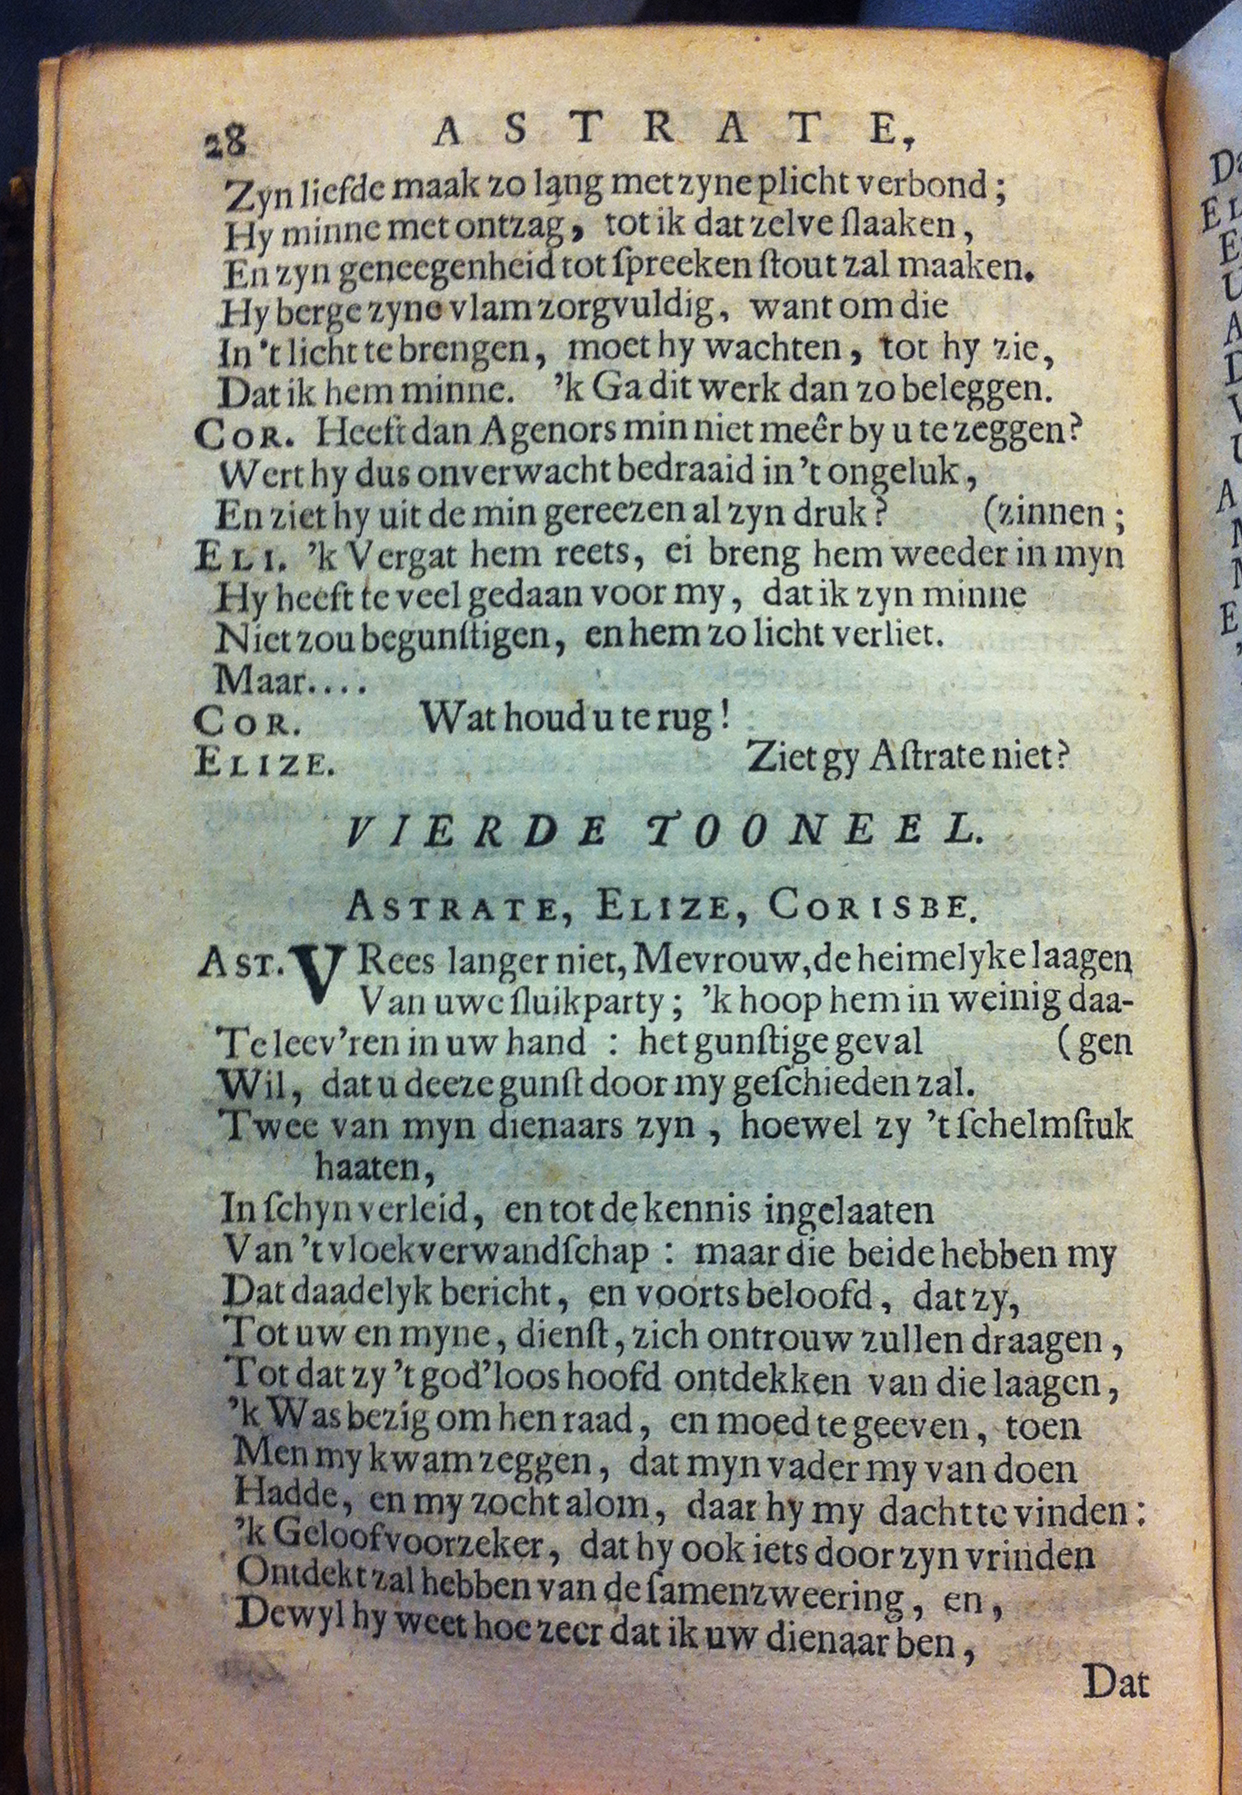 28 ASTRATE,
Zyn liefde maak zo lang met zyne plicht verbond;
Hy minne met ontzag, tot ik dat zelve ſlaaken,
En zyn geneegenheid tot ſpreeken ſtout zal maaken.
Hy berge zyne vlam zorgvuldig, want om die
In 't licht te brengen, moet hy wachten, tot hy zie,
Dat ik hem minne. 'k Ga dit werk dan zo beleggen.
COR. Heeft dan Agenors min niet meêr by u te zeggen?
Wert hy dus onverwacht bedraaid in 't ongeluk,
En ziet hy uit de min gereezen al zyn druk? (zinnen;
ELI. 'k Vergat hem reets, ei breng hem weeder in myn
Hy heeft te veel gedaan voor my, dat ik zyn minne
Niet zou begunſtigen, en hem zo licht verliet.
Maar....
COR. Wat houd u te rug!
ELIZE. Ziet gy Aſtrate niet?
VIERDE TOONEEL.
ASTRATE, ELIZE, CORISBE.
AST. VRees langer niet, Mevrouw, de heimelyke laagen
Van uwe ſluikparty; 'k hoop hem in weinig daa-
Te leev'ren in uw hand : het gunſtige geval (gen
Wil, dat u deeze gunſt door my geſchieden zal.
Twee van myn dienaars zyn, hoewel zy 't ſchelmſtuk
haaten,
In ſchyn verleid, en tot de kennis ingelaaten
Van 't vloekverwandſchap : maar die beide hebben my
Dat daadelyk bericht, en voorts beloofd, dat zy,
Tot uw en myne, dienſt, zich ontrouw zullen draagen,
Tot dat zy 't god'loos hoofd ontdekken van die laagen,
'k Was bezig om hen raad, en moed te geeven, toen
Men my kwam zeggen, dat myn vader my van doen
Hadde, en my zocht alom, daar hy my dacht te vinden:
'k Geloof voorzeker, dat hy ook iets door zyn vrinden
Ontdekt zal hebben van de ſamenzweering, en,
Dewyl hy weet hoe zeer dat ik uw dienaar ben,
Dat